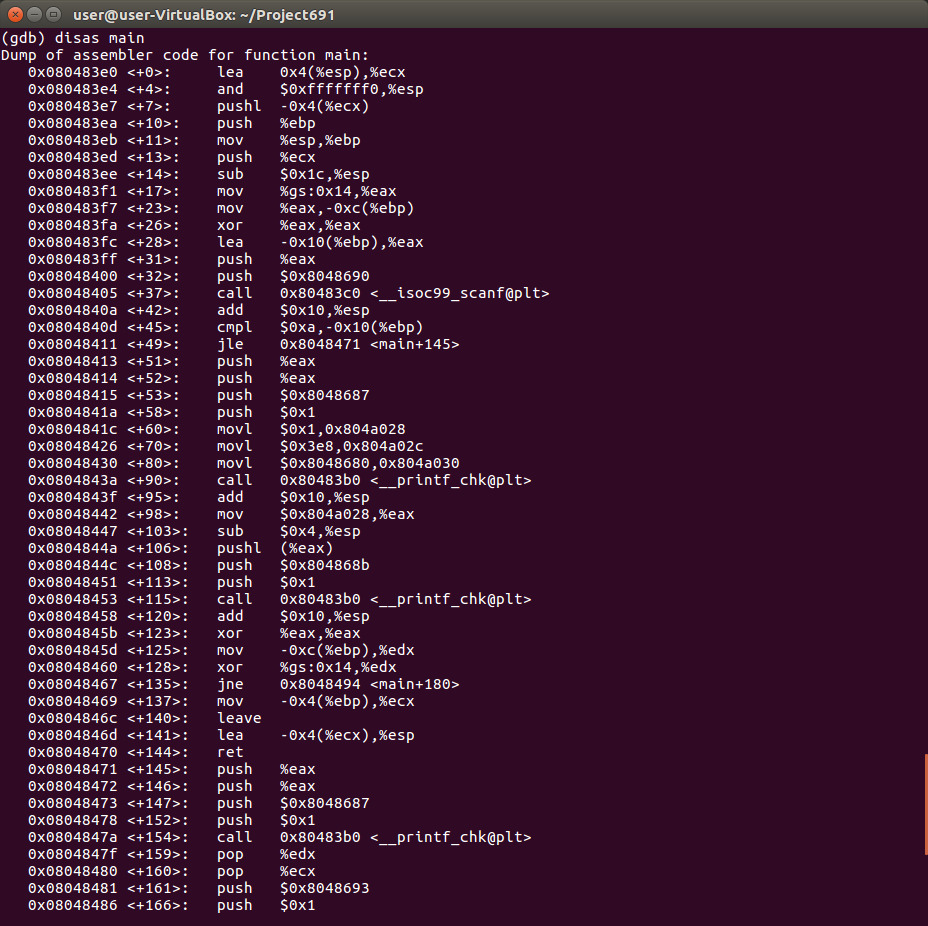 user@user-VirtualBox: ~/Project691
(gdb) disas main
Dump of assembler code for function main:
   0x080483e0 <+0>:     lea    0x4(%esp),%ecx
   0x080483e4 <+4>:     and    $0xfffffff0,%esp
   0x080483e7 <+7>:     pushl  -0x4(%ecx)
   0x080483ea <+10>:    push   %ebp
   0x080483eb <+11>:    mov    %esp,%ebp
   0x080483ed <+13>:    push   %ecx
   0x080483ee <+14>:    sub    $0x1c,%esp
   0x080483f1 <+17>:    mov    %gs:0x14,%eax
   0x080483f7 <+23>:    mov    %eax,-0xc(%ebp)
   0x080483fa <+26>:    xor    %eax,%eax
   0x080483fc <+28>:    lea    -0x10(%ebp),%eax
   0x080483ff <+31>:    push   %eax
   0x08048400 <+32>:    push   $0x8048690
   0x08048405 <+37>:    call   0x80483c0 <__isoc99_scanf@plt>
   0x0804840a <+42>:    add    $0x10,%esp
   0x0804840d <+45>:    cmpl   $0xa,-0x10(%ebp)
   0x08048411 <+49>:    jle    0x8048471 <main+145>
   0x08048413 <+51>:    push   %eax
   0x08048414 <+52>:    push   %eax
   0x08048415 <+53>:    push   $0x8048687
   0x0804841a <+58>:    push   $0x1
   0x0804841c <+60>:    movl   $0x1,0x804a028
   0x08048426 <+70>:    movl   $0x3e8,0x804a02c
   0x08048430 <+80>:    movl   $0x8048680,0x804a030
   0x0804843a <+90>:    call   0x80483b0 <__printf_chk@plt>
   0x0804843f <+95>:    add    $0x10,%esp
   0x08048442 <+98>:    mov    $0x804a028,%eax
   0x08048447 <+103>:   sub    $0x4,%esp
   0x0804844a <+106>:   pushl  (%eax)
   0x0804844c <+108>:   push   $0x804868b
   0x08048451 <+113>:   push   $0x1
   0x08048453 <+115>:   call   0x80483b0 <__printf_chk@plt>
   0x08048458 <+120>:   add    $0x10,%esp
   0x0804845b <+123>:   xor    %eax,%eax
   0x0804845d <+125>:   mov    -0xc(%ebp),%edx
   0x08048460 <+128>:   xor    %gs:0x14,%edx
   0x08048467 <+135>:   jne    0x8048494 <main+180>
   0x08048469 <+137>:   mov    -0x4(%ebp),%ecx
   0x0804846c <+140>:   leave
   0x0804846d <+141>:   lea    -0x4(%ecx),%esp
   0x08048470 <+144>:   ret
   0x08048471 <+145>:   push   %eax
   0x08048472 <+146>:   push   %eax
   0x08048473 <+147>:   push   $0x8048687
   0x08048478 <+152>:   push   $0x1
   0x0804847a <+154>:   call   0x80483b0 <__printf_chk@plt>
   0x0804847f <+159>:   pop    %edx
   0x08048480 <+160>:   pop    %ecx
   0x08048481 <+161>:   push   $0x8048693
   0x08048486 <+166>:   push   $0x1